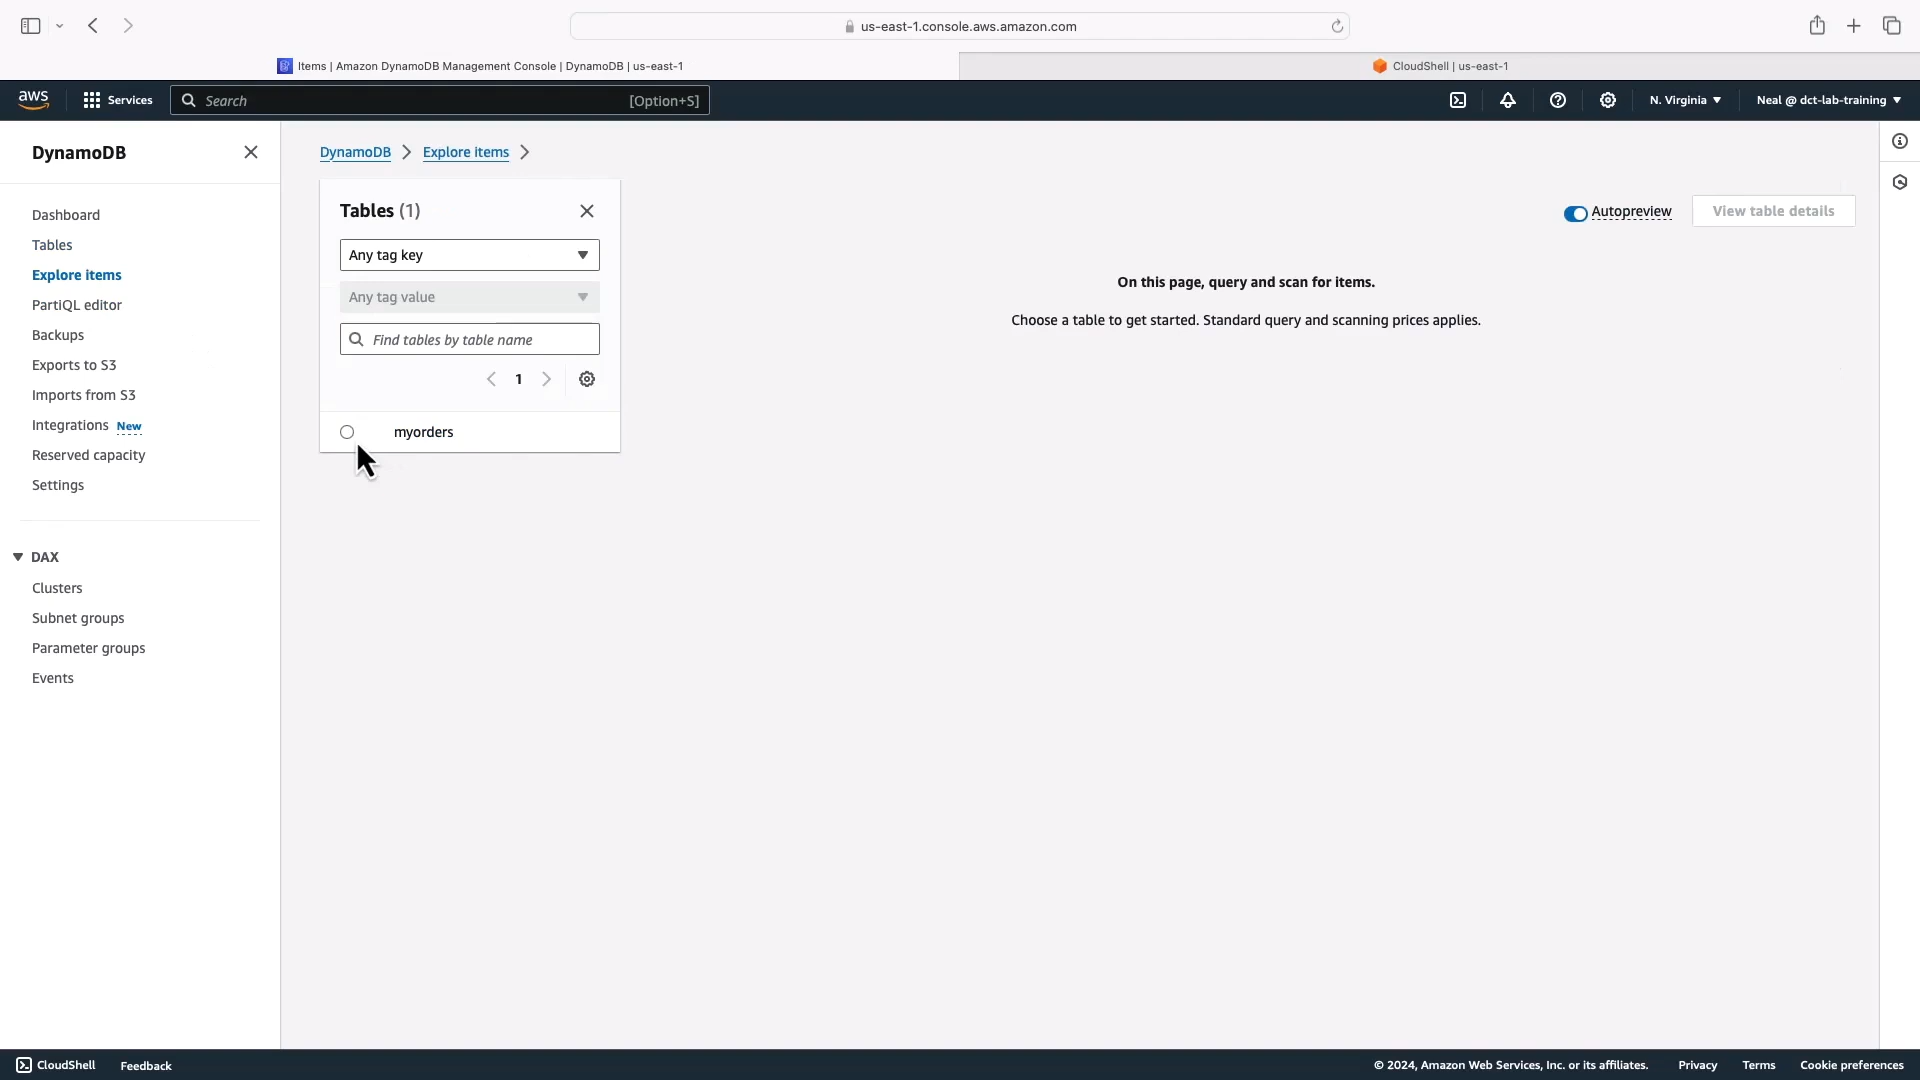 us-east-1.console.aws.amazon.com
Items | Amazon DynamoDB Management Console | DynamoDB | us-east-1
CloudShell | us-east-1
aws
Services
Search
[Option+S]
N. Virginia
Neal @ dct-lab-training
DynamoDB
Dashboard
Tables
Explore items
PartiQL editor
Backups
Exports to S3
Imports from S3
Integrations New
Reserved capacity
Settings
DAX
Clusters
Subnet groups
Parameter groups
Events
DynamoDB
Explore items
Tables (1)
Any tag key
Any tag value
Find tables by table name
1
myorders
Autopreview
View table details
On this page, query and scan for items.
Choose a table to get started. Standard query and scanning prices applies.
CloudShell
Feedback
© 2024, Amazon Web Services, Inc. or its affiliates.
Privacy
Terms
Cookie preferences